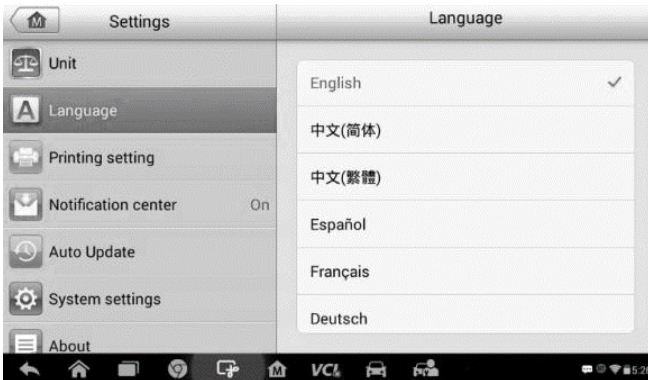 Settings
Unit
Language
Printing setting
Notification center On
Auto Update
System settings
About
Language
English
中文(简体)
中文(繁體)
Español
Français
Deutsch
VCI